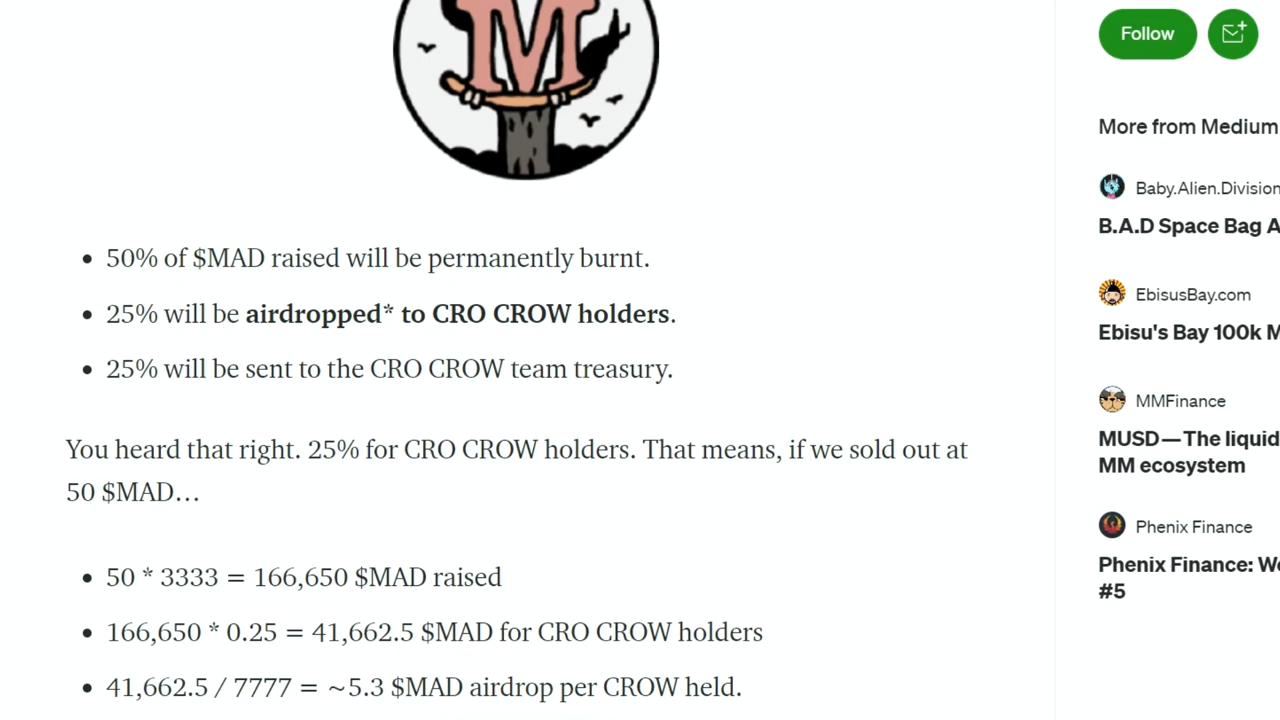 M
50% of $MAD raised will be permanently burnt.
25% will be airdropped* to CRO CROW holders.
25% will be sent to the CRO CROW team treasury.
You heard that right. 25% for CRO CROW holders. That means, if we sold out at
50 $MAD…
50 * 3333 = 166,650 $MAD raised
166,650 * 0.25 = 41,662.5 $MAD for CRO CROW holders
41,662.5 / 7777 = ~5.3 $MAD airdrop per CROW held.
Follow
More from Medium
Baby.Alien.Division
B.A.D Space Bag A
EbisusBay.com
Ebisu's Bay 100k M
MMFinance
MUSD — The liquid
MM ecosystem
Phenix Finance
Phenix Finance: We
#5